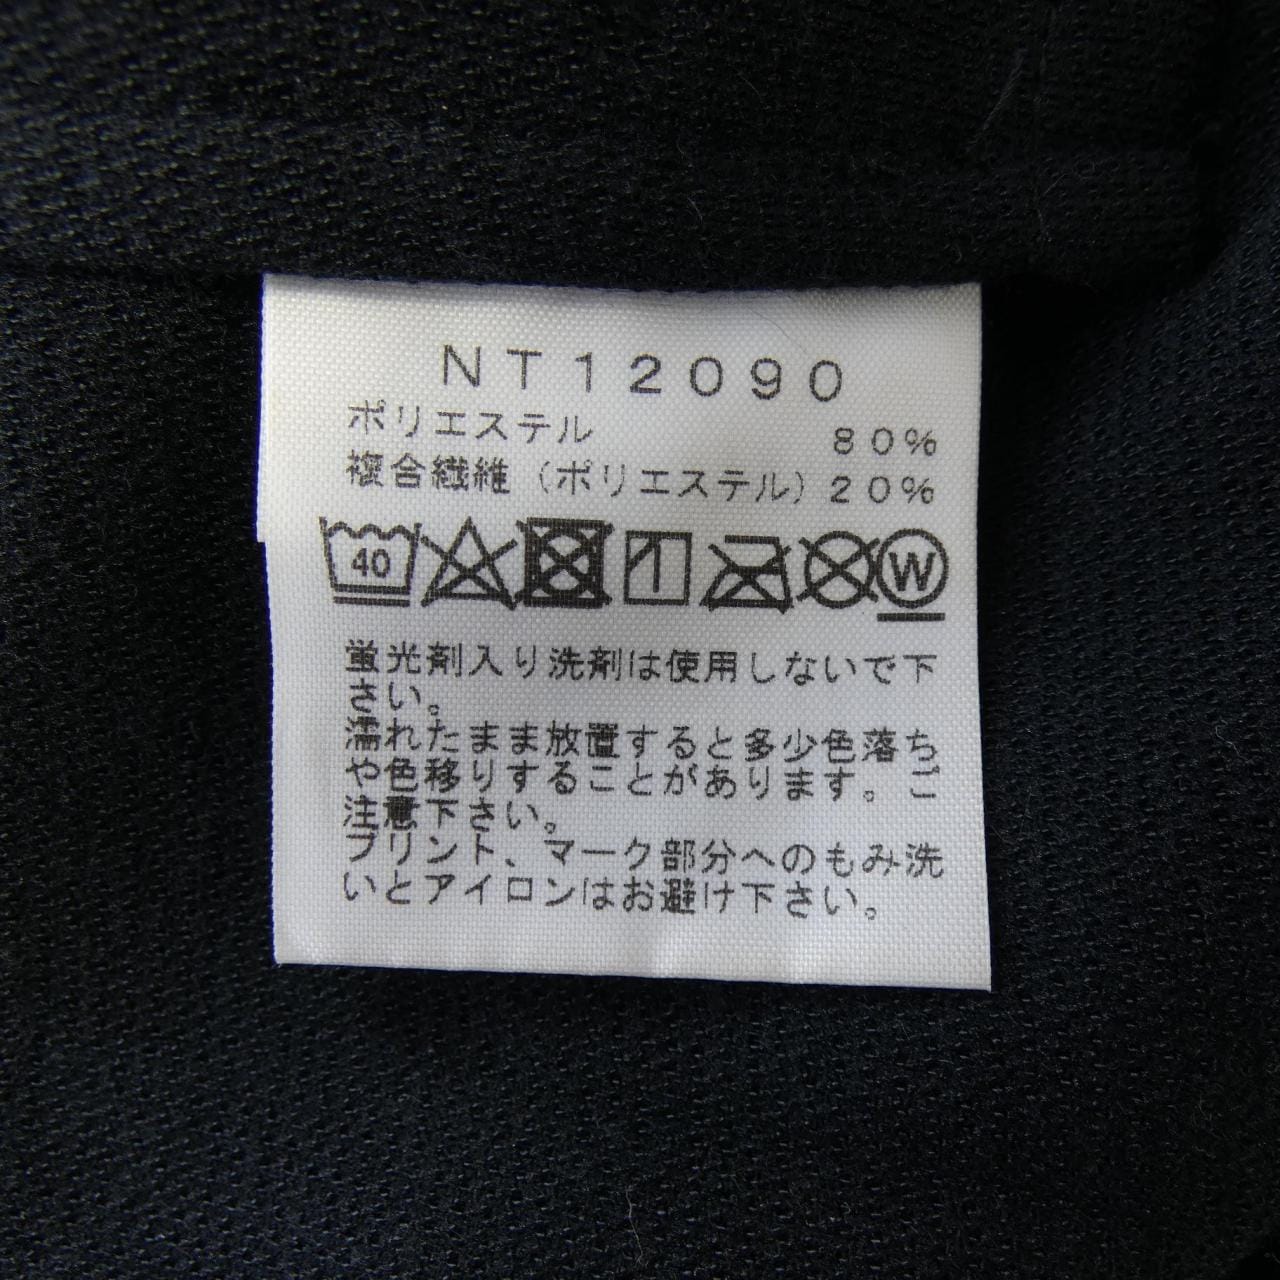 NT12090
ポリエステル 80%
複合繊維(ポリエステル) 20%
40 W
蛍光剤入り洗剤は使用しないで下
さい。
濡れたまま放置すると多少色落ち
や色移りすることがあります。ご
注意下さい。
プリント、マーク部分へのもみ洗
いとアイロンはお避け下さい。